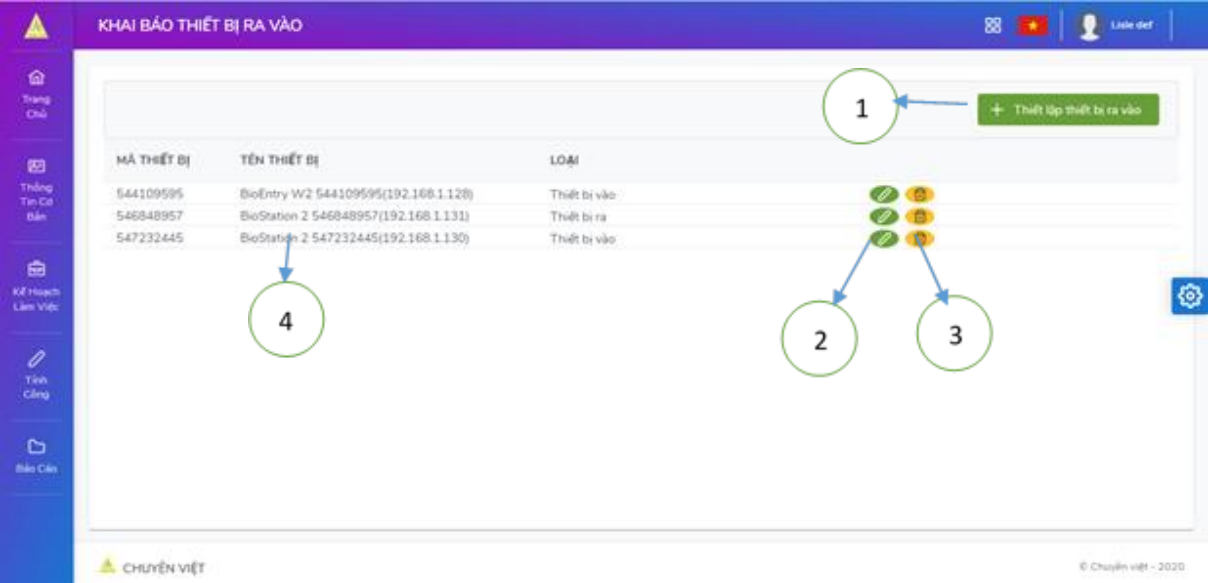 KHAI BÁO THIẾT BỊ RA VÀO
Lisle def
Trang
Chủ
Thông
Tin Cơ
Bản
Kế Hoạch
Làm Việc
Tính
Công
Báo Cáo
1
+ Thiết lập thiết bị ra vào
MÃ THIẾT BỊ TÊN THIẾT BỊ LOẠI
544109595 BioEntry W2 544109595(192.168.1.128) Thiết bị vào
546848957 BioStation 2 546848957(192.168.1.131) Thiết bị ra
547232445 BioStation 2 547232445(192.168.1.130) Thiết bị vào
4
2
3
CHUYÊN VIỆT
© Chuyên việt - 2020